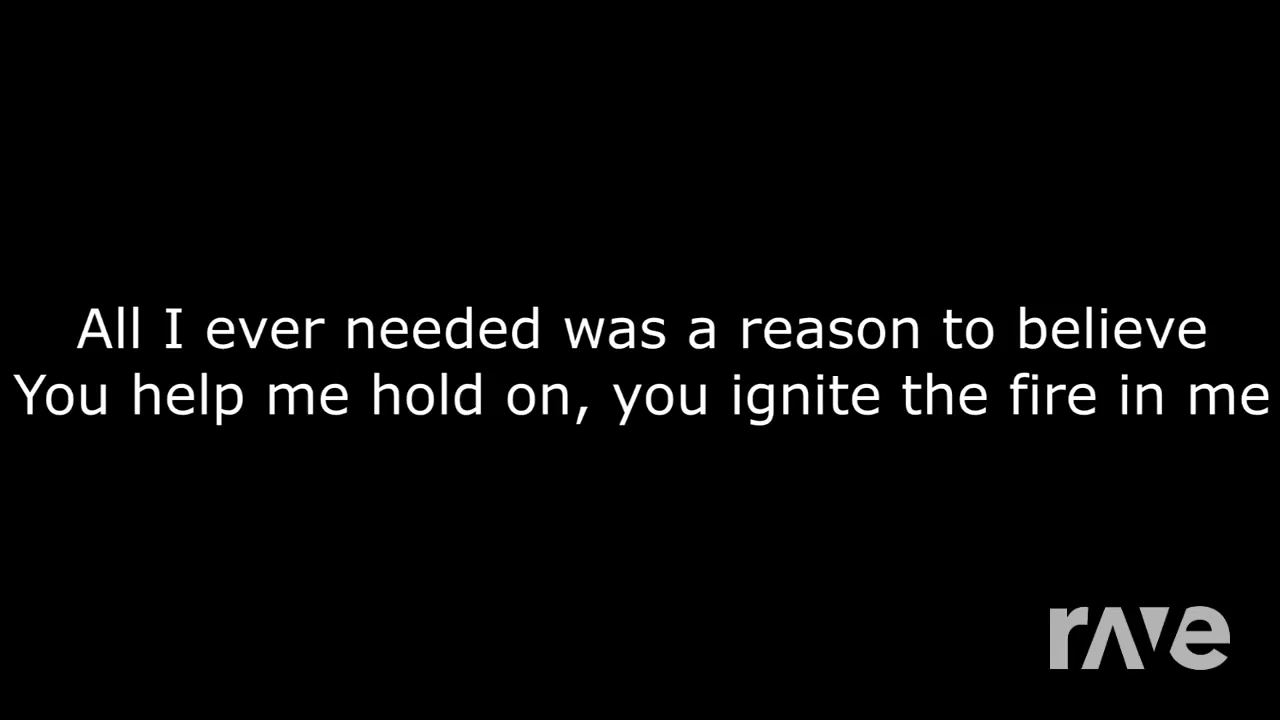 All I ever needed was a reason to believe
You help me hold on, you ignite the fire in me
rave